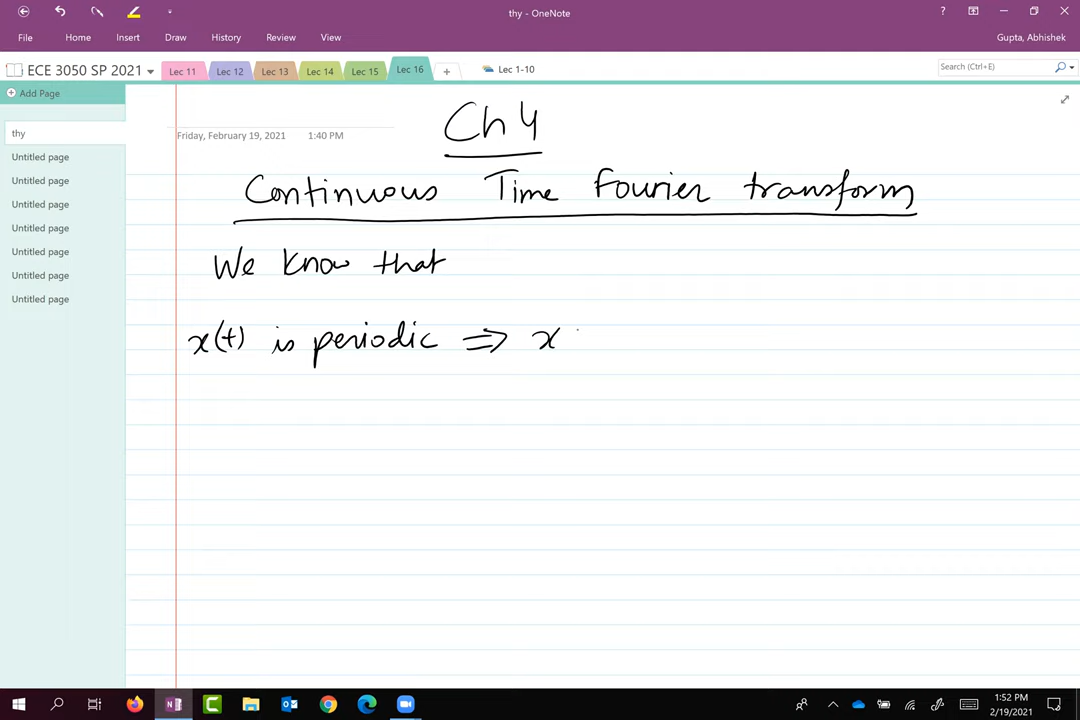 thy - OneNote
?
File Home Insert Draw History Review View
Gupta, Abhishek
ECE 3050 SP 2021
Lec 11 Lec 12 Lec 13 Lec 14 Lec 15 Lec 16 + Lec 1-10
Search (Ctrl+E)
Add Page
thy
Untitled page
Untitled page
Untitled page
Untitled page
Untitled page
Untitled page
Untitled page
Friday, February 19, 2021 1:40 PM
Ch 4
Continuous Time Fourier transform
We know that
x(t) is periodic ⇒ x
1:52 PM
2/19/2021